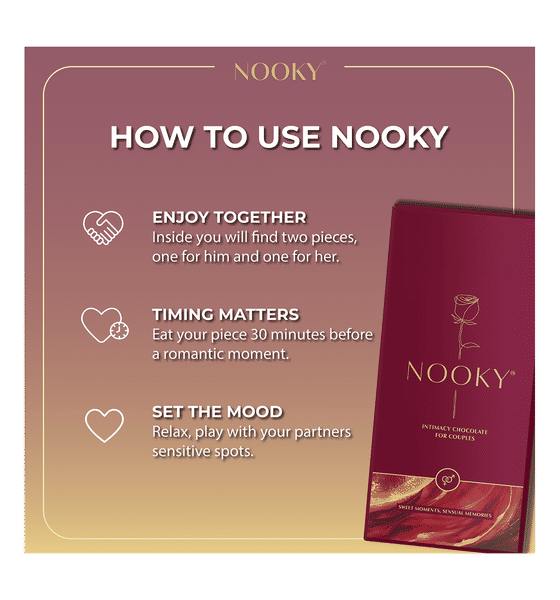 NOOKY
HOW TO USE NOOKY
ENJOY TOGETHER
Inside you will find two pieces,
one for him and one for her.
TIMING MATTERS
Eat your piece 30 minutes before
a romantic moment.
SET THE MOOD
Relax, play with your partners
sensitive spots.
NOOKY®
INTIMACY CHOCOLATE
FOR COUPLES
SWEET MOMENTS, SENSUAL MEMORIES